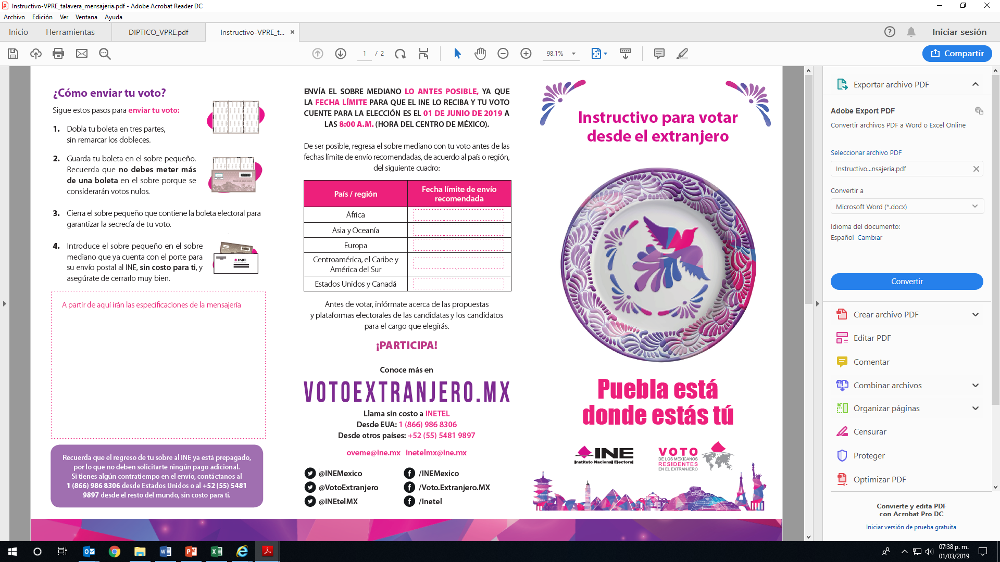 Instructivo-VPRE_talavera_mensajeria.pdf - Adobe Acrobat Reader DC
Archivo Edición Ver Ventana Ayuda
Inicio Herramientas DIPTICO_VPRE.pdf Instructivo-VPRE_t... Iniciar sesión
1 / 2 98.1% Compartir
¿Cómo enviar tu voto?
Sigue estos pasos para enviar tu voto:
1. Dobla tu boleta en tres partes,
sin remarcar los dobleces.
2. Guarda tu boleta en el sobre pequeño.
Recuerda que no debes meter más
de una boleta en el sobre porque se
considerarán votos nulos.
3. Cierra el sobre pequeño que contiene la boleta electoral para
garantizar la secrecía de tu voto.
4. Introduce el sobre pequeño en el sobre
mediano que ya cuenta con el porte para
su envío postal al INE, sin costo para ti, y
asegúrate de cerrarlo muy bien.
INE
A partir de aquí irán las especificaciones de la mensajería
Recuerda que el regreso de tu sobre al INE ya está prepagado,
por lo que no deben solicitarte ningún pago adicional.
Si tienes algún contratiempo en el envío, contáctanos al
1 (866) 986 8306 desde Estados Unidos o al +52 (55) 5481
9897 desde el resto del mundo, sin costo para ti.
ENVÍA EL SOBRE MEDIANO LO ANTES POSIBLE, YA QUE
LA FECHA LÍMITE PARA QUE EL INE LO RECIBA Y TU VOTO
CUENTE PARA LA ELECCIÓN ES EL 01 DE JUNIO DE 2019 A
LAS 8:00 A.M. (HORA DEL CENTRO DE MÉXICO).
De ser posible, regresa el sobre mediano con tu voto antes de las
fechas límite de envío recomendadas, de acuerdo al país o región,
del siguiente cuadro:
País / región
Fecha límite de envío
recomendada
África
Asia y Oceanía
Europa
Centroamérica, el Caribe y
América del Sur
Estados Unidos y Canadá
Antes de votar, infórmate acerca de las propuestas
y plataformas electorales de las candidatas y los candidatos
para el cargo que elegirás.
¡PARTICIPA!
Conoce más en
VOTOEXTRANJERO.MX
Llama sin costo a INETEL
Desde EUA: 1 (866) 986 8306
Desde otros países: +52 (55) 5481 9897
oveme@ine.mx inetelmx@ine.mx
@INEMexico /INEMexico
@VotoExtranjero /Voto.Extranjero.MX
@INEtelMX /Inetel
Instructivo para votar
desde el extranjero
Puebla está
donde estás tú
INE
Instituto Nacional Electoral
VOTO
DE LOS MEXICANOS
RESIDENTES
EN EL EXTRANJERO
Exportar archivo PDF
Adobe Export PDF
Convertir archivos PDF a Word o Excel Online
Seleccionar archivo PDF
Instructivo...nsajeria.pdf
Convertir a
Microsoft Word (*.docx)
Idioma del documento:
Español Cambiar
Convertir
Crear archivo PDF
Editar PDF
Comentar
Combinar archivos
Organizar páginas
Censurar
Proteger
Optimizar PDF
Convierte y edita PDF
con Acrobat Pro DC
Iniciar versión de prueba gratuita
07:38 p. m.
01/03/2019